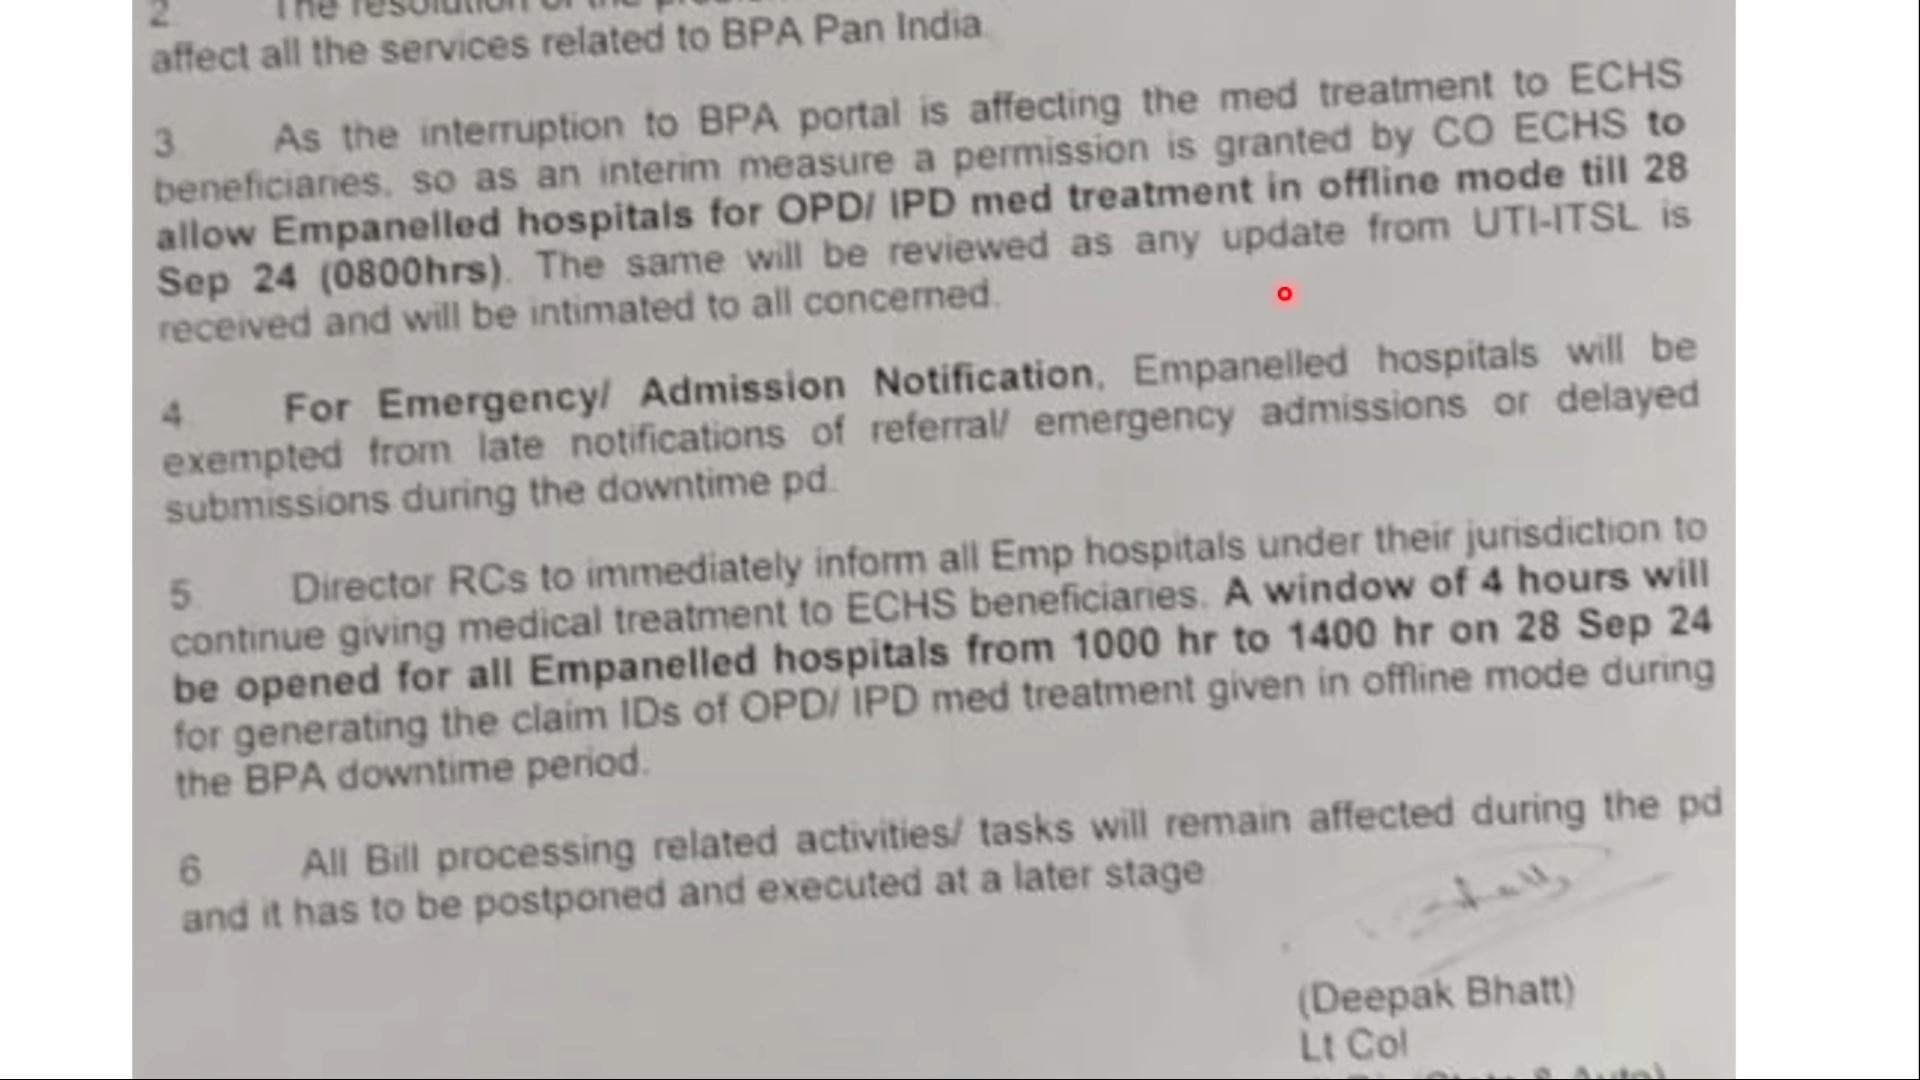 2. The resolution of the
affect all the services related to BPA Pan India.
3. As the interruption to BPA portal is affecting the med treatment to ECHS
beneficiaries, so as an interim measure a permission is granted by CO ECHS to
allow Empanelled hospitals for OPD/ IPD med treatment in offline mode till 28
Sep 24 (0800hrs). The same will be reviewed as any update from UTI-ITSL is
received and will be intimated to all concerned.
4. For Emergency/ Admission Notification, Empanelled hospitals will be
exempted from late notifications of referral/ emergency admissions or delayed
submissions during the downtime pd.
5. Director RCs to immediately inform all Emp hospitals under their jurisdiction to
continue giving medical treatment to ECHS beneficiaries. A window of 4 hours will
be opened for all Empanelled hospitals from 1000 hr to 1400 hr on 28 Sep 24
for generating the claim IDs of OPD/ IPD med treatment given in offline mode during
the BPA downtime period.
6 All Bill processing related activities/ tasks will remain affected during the pd
and it has to be postponed and executed at a later stage
(Deepak Bhatt)
Lt Col